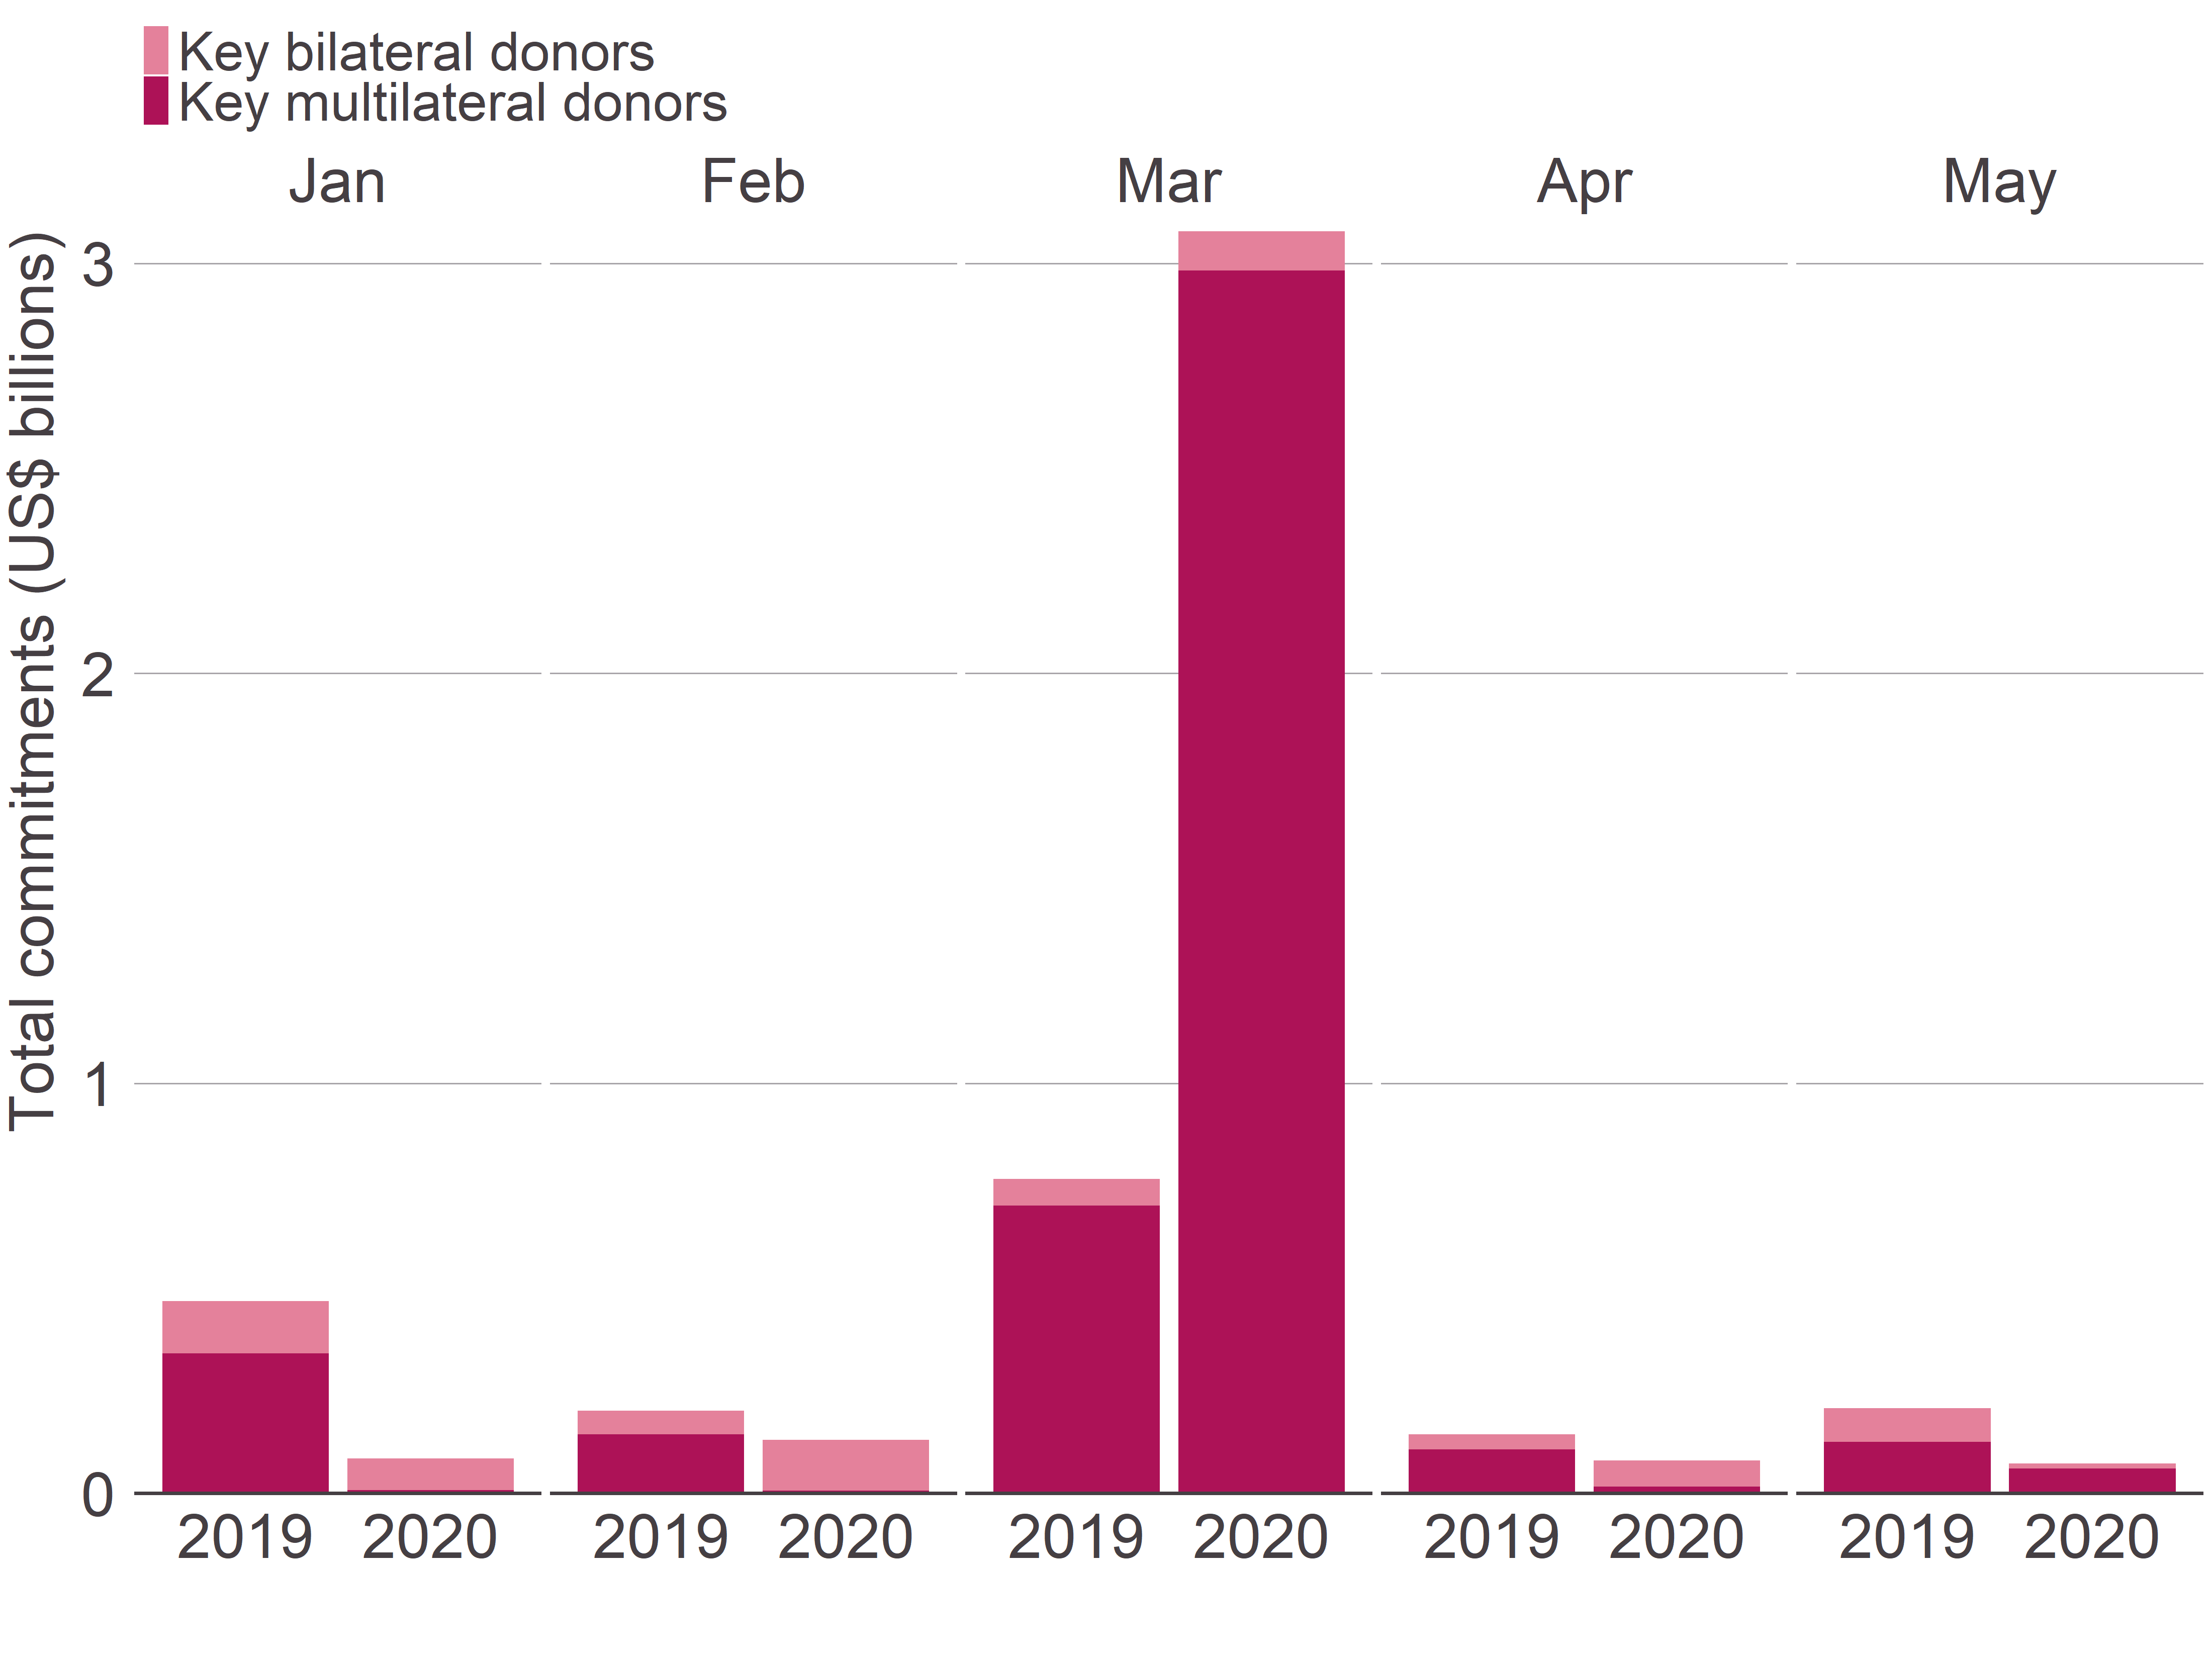 Key bilateral donors
Key multilateral donors
Jan Feb Mar Apr May
Total commitments (US$ billions)
3
2
1
0
2019 2020 2019 2020 2019 2020 2019 2020 2019 2020